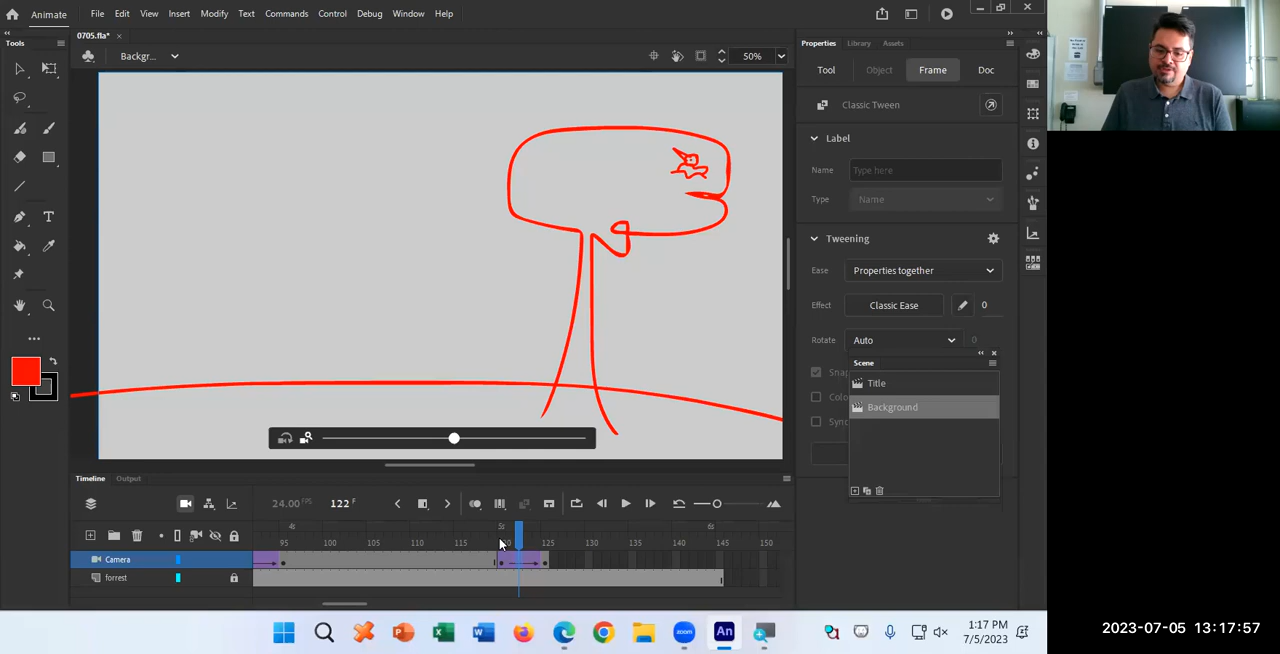 Animate File Edit View Insert Modify Text Commands Control Debug Window Help
0705.fla*
Tools
Backgr...
50%
Properties Library Assets
Tool Object Frame Doc
Classic Tween
Label
Name Type here
Type Name
Tweening
Ease Properties together
Effect Classic Ease 0
Rotate Auto 0
Scene
Title
Background
Timeline Output
24.00 FPS 122 F
4s 5s 6s
95 100 105 110 115 125 130 135 140 145 150
Camera
forrest
1:17 PM
7/5/2023
2023-07-05 13:17:57